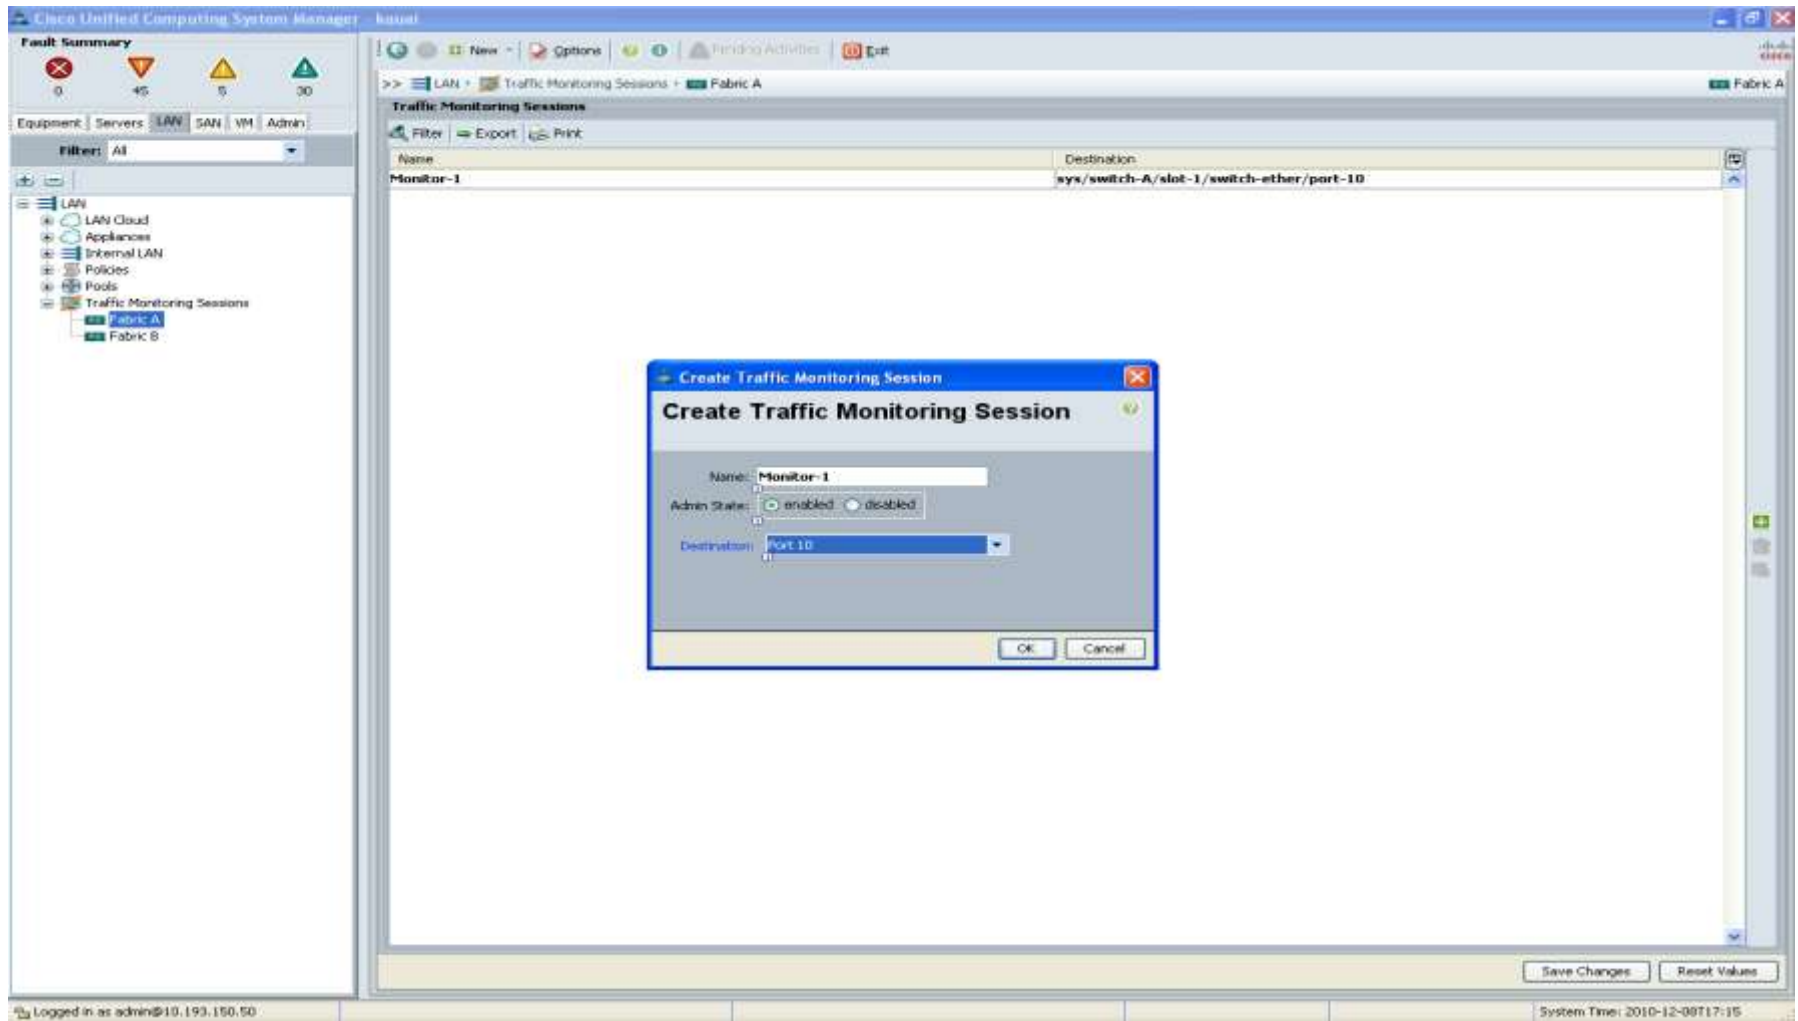 Cisco Unified Computing System Manager - kauai
Fault Summary
0 45 5 30
Equipment Servers LAN SAN VM Admin
Filter: All
LAN
LAN Cloud
Appliances
Internal LAN
Policies
Pools
Traffic Monitoring Sessions
Fabric A
Fabric B
New Options Pending Activities Exit
>> LAN Traffic Monitoring Sessions Fabric A
Fabric A
Traffic Monitoring Sessions
Filter Export Print
Name Destination
Monitor-1 sys/switch-A/slot-1/switch-ether/port-10
Create Traffic Monitoring Session
Create Traffic Monitoring Session
Name: Monitor-1
Admin State: enabled disabled
Destination: Port 10
OK Cancel
Save Changes Reset Values
Logged in as admin@10.193.150.50
System Time: 2010-12-08T17:15